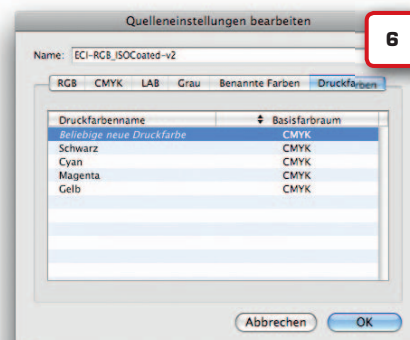 Quelleneinstellungen bearbeiten
6
Name: ECI-RGB_ISOCoated-v2
RGB CMYK LAB Grau Benannte Farben Druckfarben
Druckfarbenname Basisfarbraum
Beliebige neue Druckfarbe CMYK
Schwarz CMYK
Cyan CMYK
Magenta CMYK
Gelb CMYK
Abbrechen OK